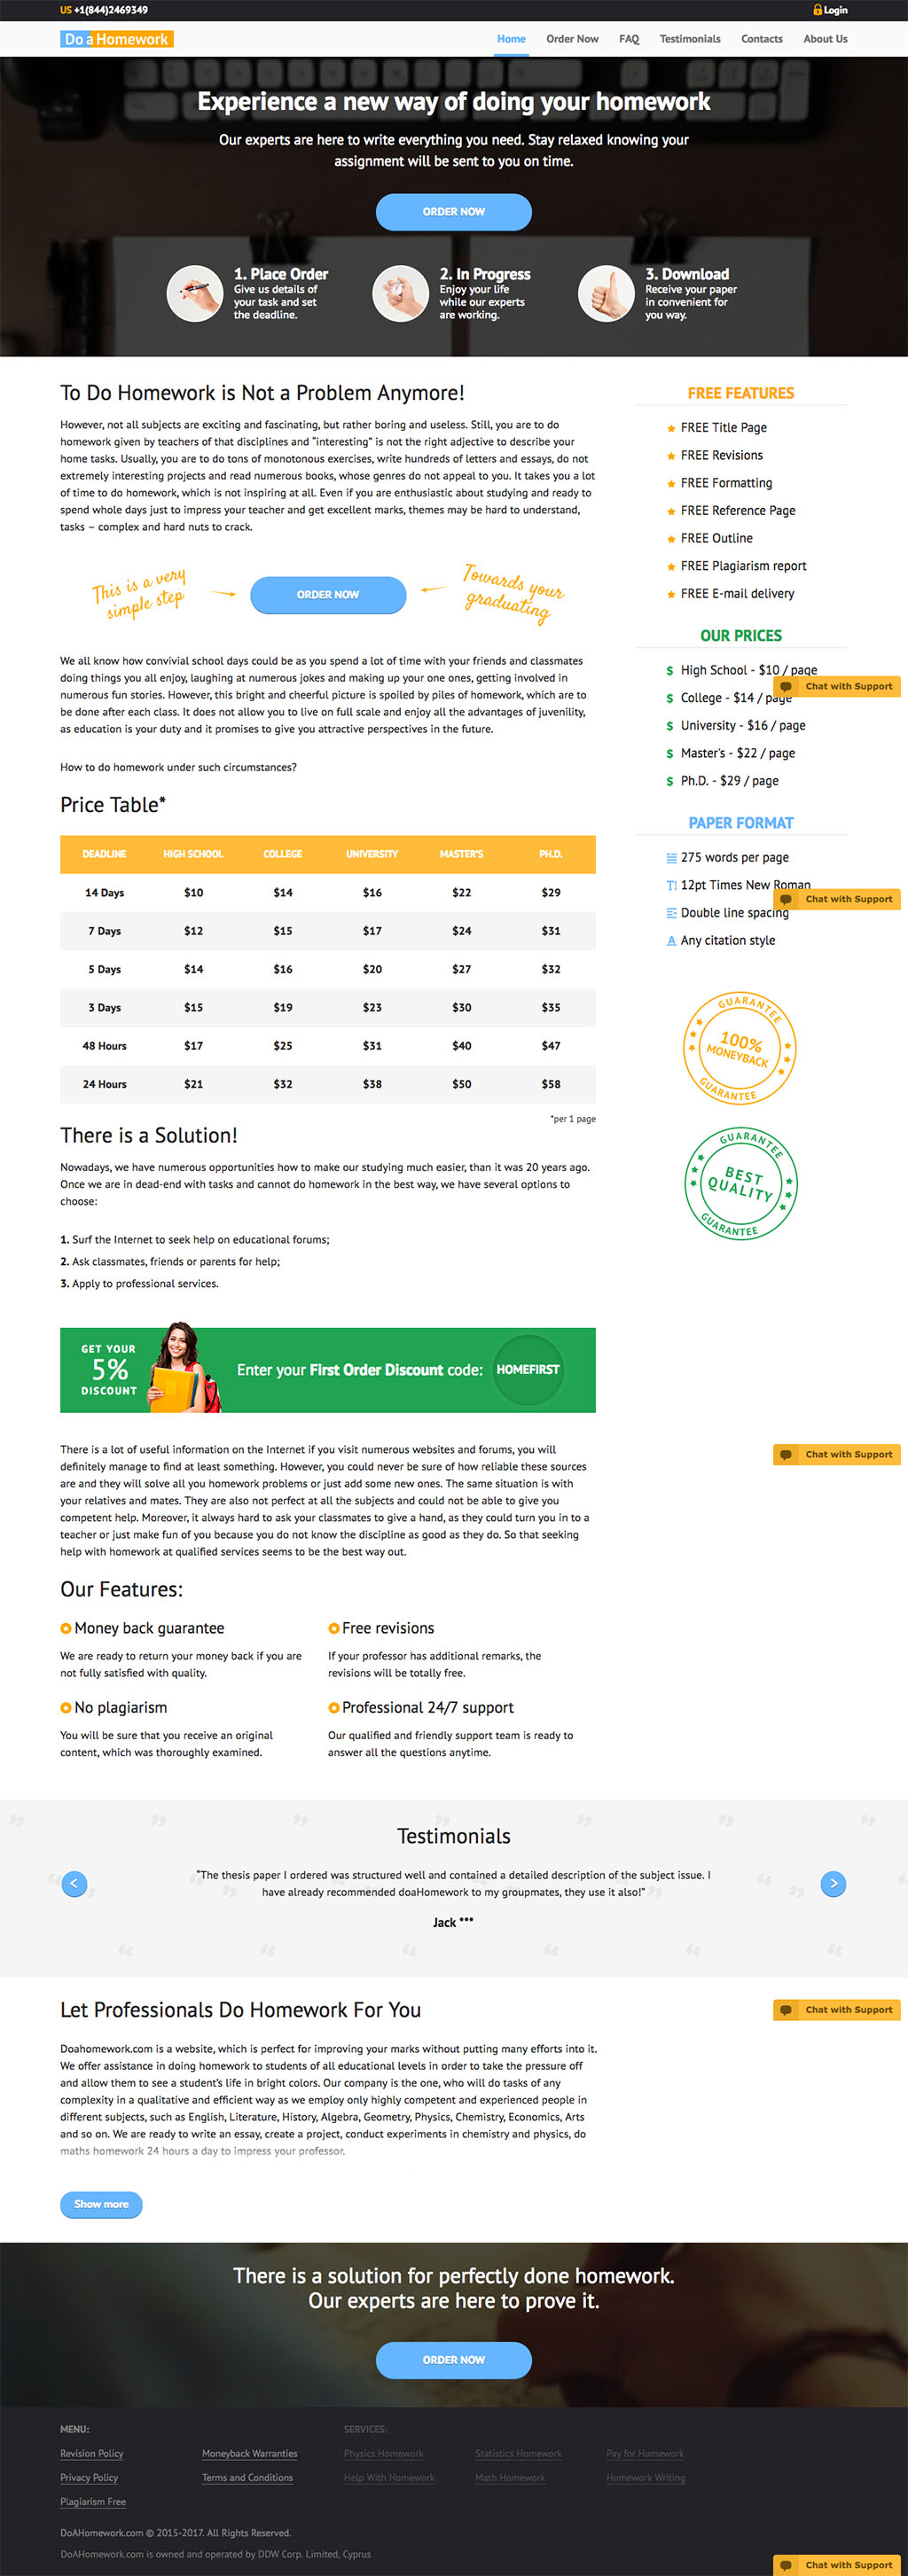 US +1(844)2469349
Login
Do a Homework
Home Order Now FAQ Testimonials Contacts About Us
Experience a new way of doing your homework
Our experts are here to write everything you need. Stay relaxed knowing your
assignment will be sent to you on time.
ORDER NOW
1. Place Order
Give us details of
your task and set
the deadline.
2. In Progress
Enjoy your life
while our experts
are working.
3. Download
Receive your paper
in convenient for
you way.
To Do Homework is Not a Problem Anymore!
However, not all subjects are exciting and fascinating, but rather boring and useless. Still, you are to do
homework given by teachers of that disciplines and “interesting” is not the right adjective to describe your
home tasks. Usually, you are to do tons of monotonous exercises, write hundreds of letters and essays, do not
extremely interesting projects and read numerous books, whose genres do not appeal to you. It takes you a lot
of time to do homework, which is not inspiring at all. Even if you are enthusiastic about studying and ready to
spend whole days just to impress your teacher and get excellent marks, themes may be hard to understand,
tasks – complex and hard nuts to crack.
This is a very
simple step
ORDER NOW
Towards your
graduating
We all know how convivial school days could be as you spend a lot of time with your friends and classmates
doing things you all enjoy, laughing at numerous jokes and making up your one ones, getting involved in
numerous fun stories. However, this bright and cheerful picture is spoiled by piles of homework, which are to
be done after each class. It does not allow you to live on full scale and enjoy all the advantages of juvenility,
as education is your duty and it promises to give you attractive perspectives in the future.
How to do homework under such circumstances?
Price Table*
DEADLINE HIGH SCHOOL COLLEGE UNIVERSITY MASTER'S PH.D.
14 Days $10 $14 $16 $22 $29
7 Days $12 $15 $17 $24 $31
5 Days $14 $16 $20 $27 $32
3 Days $15 $19 $23 $30 $35
48 Hours $17 $25 $31 $40 $47
24 Hours $21 $32 $38 $50 $58
*per 1 page
There is a Solution!
Nowadays, we have numerous opportunities how to make our studying much easier, than it was 20 years ago.
Once we are in dead-end with tasks and cannot do homework in the best way, we have several options to
choose:
1. Surf the Internet to seek help on educational forums;
2. Ask classmates, friends or parents for help;
3. Apply to professional services.
GET YOUR
5%
DISCOUNT
Enter your First Order Discount code:
HOMEFIRST
There is a lot of useful information on the Internet if you visit numerous websites and forums, you will
definitely manage to find at least something. However, you could never be sure of how reliable these sources
are and they will solve all you homework problems or just add some new ones. The same situation is with
your relatives and mates. They are also not perfect at all the subjects and could not be able to give you
competent help. Moreover, it always hard to ask your classmates to give a hand, as they could turn you in to a
teacher or just make fun of you because you do not know the discipline as good as they do. So that seeking
help with homework at qualified services seems to be the best way out.
Our Features:
Money back guarantee
We are ready to return your money back if you are
not fully satisfied with quality.
Free revisions
If your professor has additional remarks, the
revisions will be totally free.
No plagiarism
You will be sure that you receive an original
content, which was thoroughly examined.
Professional 24/7 support
Our qualified and friendly support team is ready to
answer all the questions anytime.
FREE FEATURES
FREE Title Page
FREE Revisions
FREE Formatting
FREE Reference Page
FREE Outline
FREE Plagiarism report
FREE E-mail delivery
OUR PRICES
High School - $10 / page
Chat with Support
College - $14 / page
University - $16 / page
Master's - $22 / page
Ph.D. - $29 / page
PAPER FORMAT
275 words per page
12pt Times New Roman
Chat with Support
Double line spacing
Any citation style
GUARANTEE
100%
MONEYBACK
GUARANTEE
GUARANTEE
BEST
QUALITY
GUARANTEE
Chat with Support
Testimonials
“The thesis paper I ordered was structured well and contained a detailed description of the subject issue. I
have already recommended doaHomework to my groupmates, they use it also!”
Jack ***
Let Professionals Do Homework For You
Chat with Support
Doahomework.com is a website, which is perfect for improving your marks without putting many efforts into it.
We offer assistance in doing homework to students of all educational levels in order to take the pressure off
and allow them to see a student’s life in bright colors. Our company is the one, who will do tasks of any
complexity in a qualitative and efficient way as we employ only highly competent and experienced people in
different subjects, such as English, Literature, History, Algebra, Geometry, Physics, Chemistry, Economics, Arts
and so on. We are ready to write an essay, create a project, conduct experiments in chemistry and physics, do
maths homework 24 hours a day to impress your professor.
Show more
There is a solution for perfectly done homework.
Our experts are here to prove it.
ORDER NOW
MENU:
Revision Policy
Moneyback Warranties
Privacy Policy
Terms and Conditions
Plagiarism Free
SERVICES:
Physics Homework
Statistics Homework
Pay for Homework
Help With Homework
Math Homework
Homework Writing
DoAHomework.com © 2015-2017. All Rights Reserved.
DoAHomework.com is owned and operated by DDW Corp. Limited, Cyprus
Chat with Support